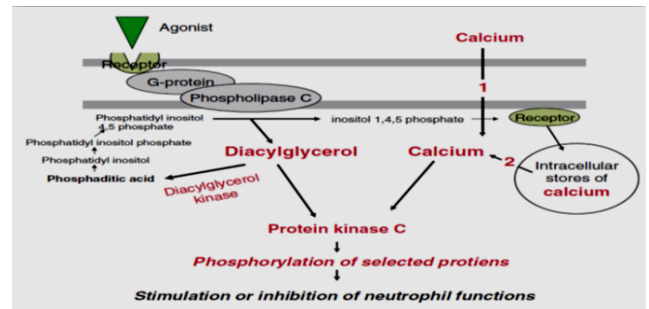 Agonist
Calcium
Receptor
G-protein
1
Phospholipase C
Phosphatidyl inositol
4,5 phosphate
inositol 1,4,5 phosphate
Receptor
Phosphatidyl inositol phosphate
Diacylglycerol
Calcium
2
Phosphatidyl inositol
Intracellular
stores of
calcium
Phosphaditic acid
Diacylglycerol
kinase
Protein kinase C
Phosphorylation of selected protiens
Stimulation or inhibition of neutrophil functions